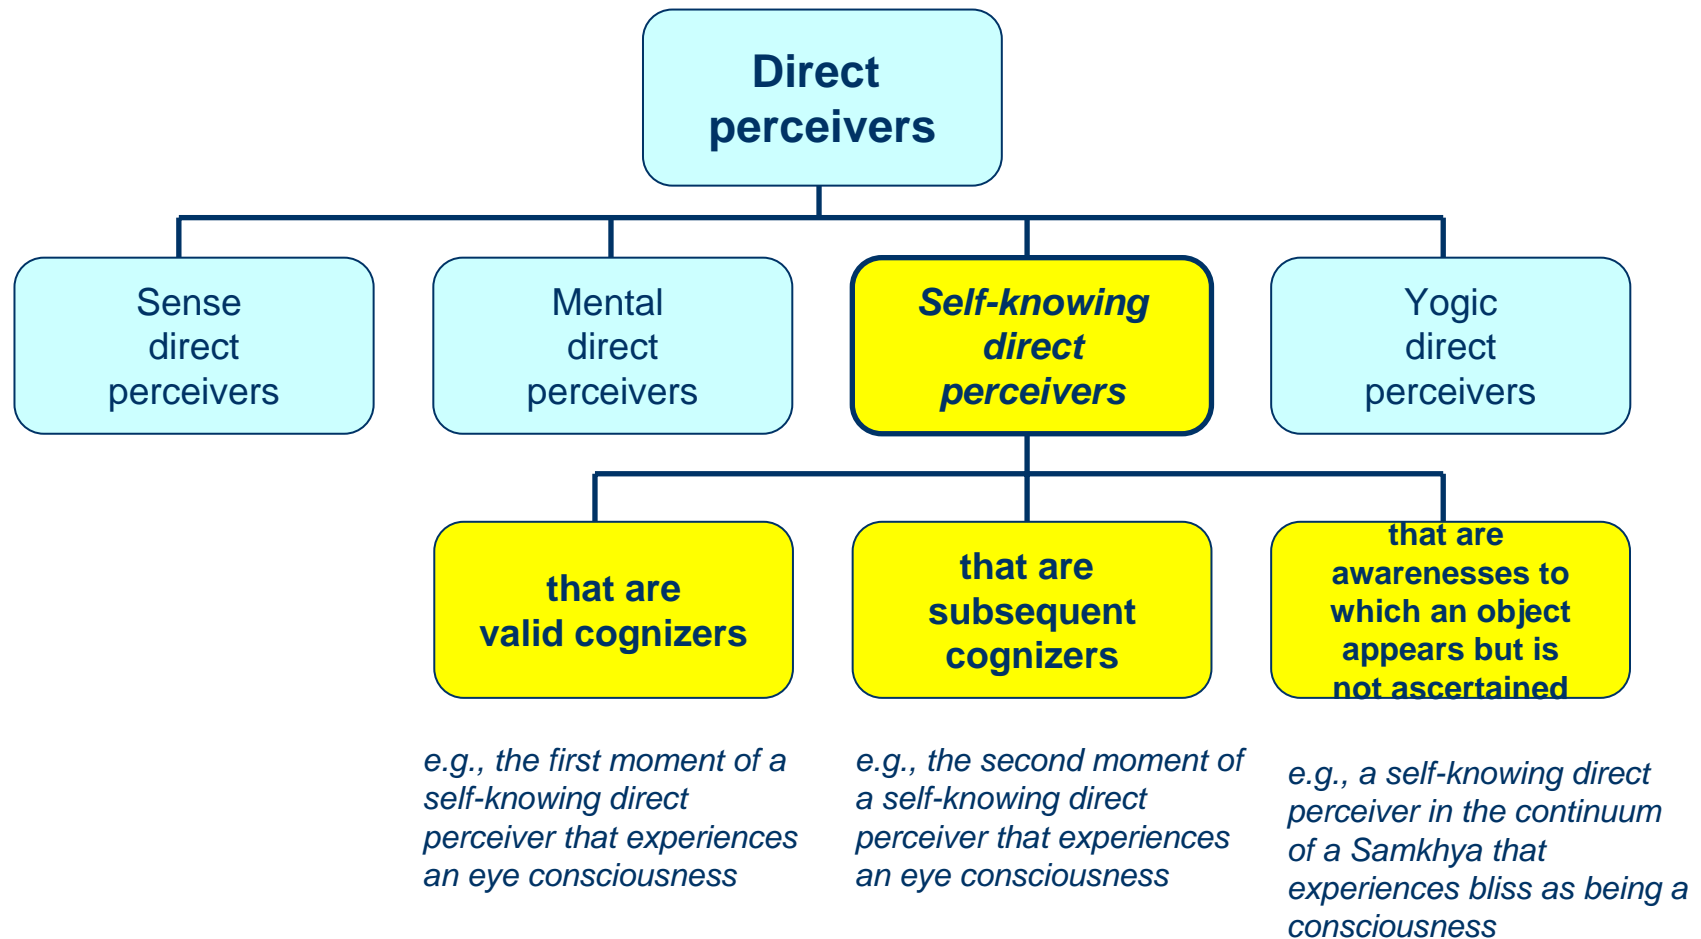 Direct
perceivers
Sense
direct
perceivers
Mental
direct
perceivers
Self-knowing
direct
perceivers
Yogic
direct
perceivers
that are
valid cognizers
that are
subsequent
cognizers
that are
awarenesses to
which an object
appears but is
not ascertained
e.g., the first moment of a
self-knowing direct
perceiver that experiences
an eye consciousness
e.g., the second moment of
a self-knowing direct
perceiver that experiences
an eye consciousness
e.g., a self-knowing direct
perceiver in the continuum
of a Samkhya that
experiences bliss as being a
consciousness